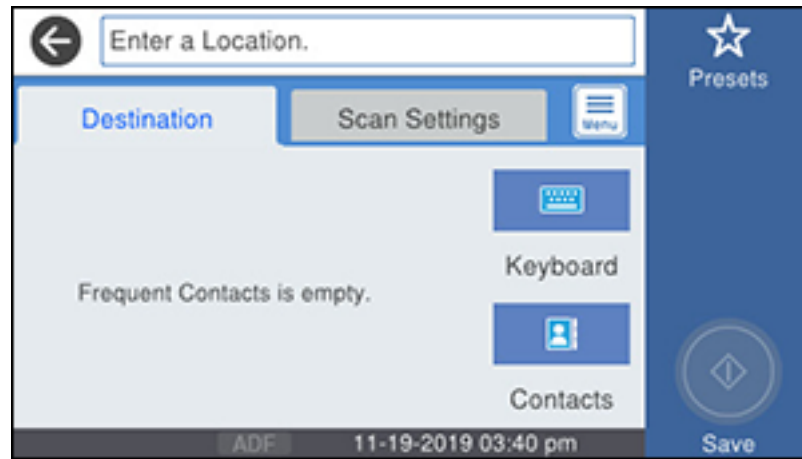 Enter a Location.
Presets
Destination
Scan Settings
Menu
Keyboard
Frequent Contacts is empty.
Contacts
ADF
11-19-2019 03:40 pm
Save